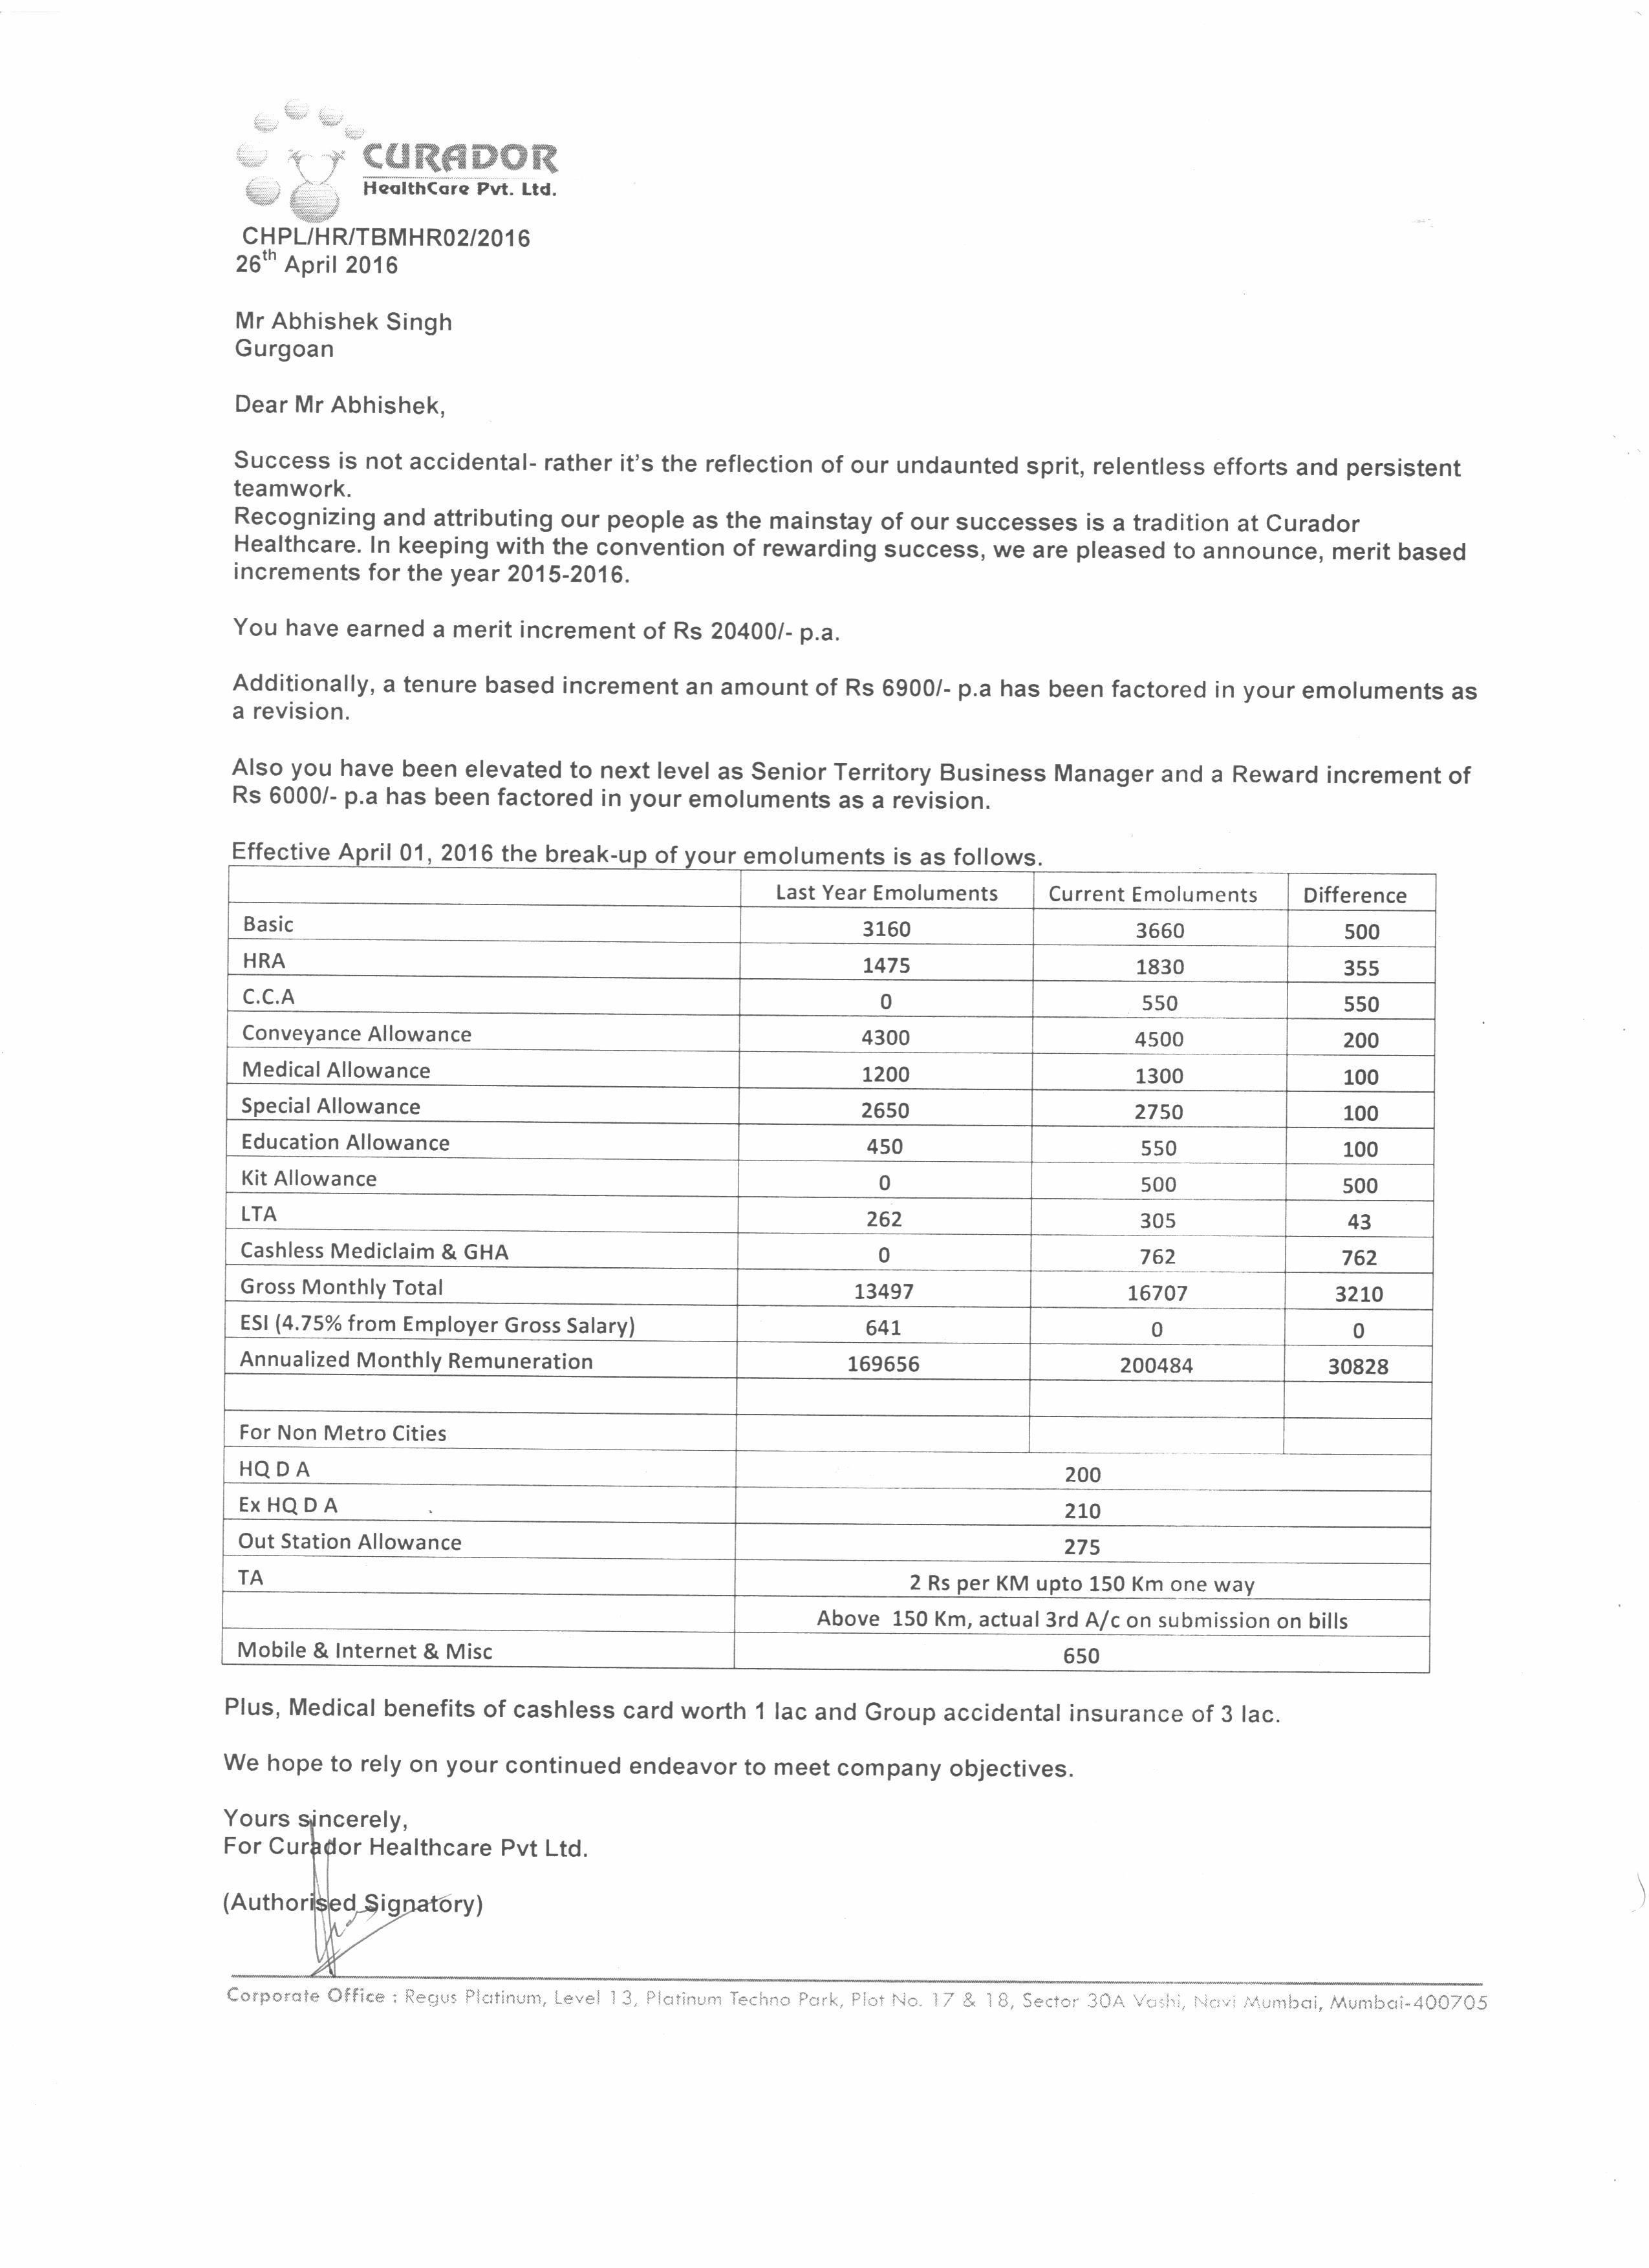 CURADOR
HealthCare Pvt. Ltd.
CHPL/HR/TBMHR02/2016
26th April 2016
Mr Abhishek Singh
Gurgoan
Dear Mr Abhishek,
Success is not accidental- rather it's the reflection of our undaunted sprit, relentless efforts and persistent
teamwork.
Recognizing and attributing our people as the mainstay of our successes is a tradition at Curador
Healthcare. In keeping with the convention of rewarding success, we are pleased to announce, merit based
increments for the year 2015-2016.
You have earned a merit increment of Rs 20400/- p.a.
Additionally, a tenure based increment an amount of Rs 6900/- p.a has been factored in your emoluments as
a revision.
Also you have been elevated to next level as Senior Territory Business Manager and a Reward increment of
Rs 6000/- p.a has been factored in your emoluments as a revision.
Effective April 01, 2016 the break-up of your emoluments is as follows.
Last Year Emoluments Current Emoluments Difference
Basic 3160 3660 500
HRA 1475 1830 355
C.C.A 0 550 550
Conveyance Allowance 4300 4500 200
Medical Allowance 1200 1300 100
Special Allowance 2650 2750 100
Education Allowance 450 550 100
Kit Allowance 0 500 500
LTA 262 305 43
Cashless Mediclaim & GHA 0 762 762
Gross Monthly Total 13497 16707 3210
ESI (4.75% from Employer Gross Salary) 641 0 0
Annualized Monthly Remuneration 169656 200484 30828
For Non Metro Cities
HQ D A 200
Ex HQ D A 210
Out Station Allowance 275
TA 2 Rs per KM upto 150 Km one way
Above 150 Km, actual 3rd A/c on submission on bills
Mobile & Internet & Misc 650
Plus, Medical benefits of cashless card worth 1 lac and Group accidental insurance of 3 lac.
We hope to rely on your continued endeavor to meet company objectives.
Yours sincerely,
For Curador Healthcare Pvt Ltd.
(Authorised Signatory)
Corporate Office : Regus Platinum, Level 13, Platinum Techno Park, Plot No. 17 & 18, Sector 30A Vashi, Navi Mumbai, Mumbai-400705